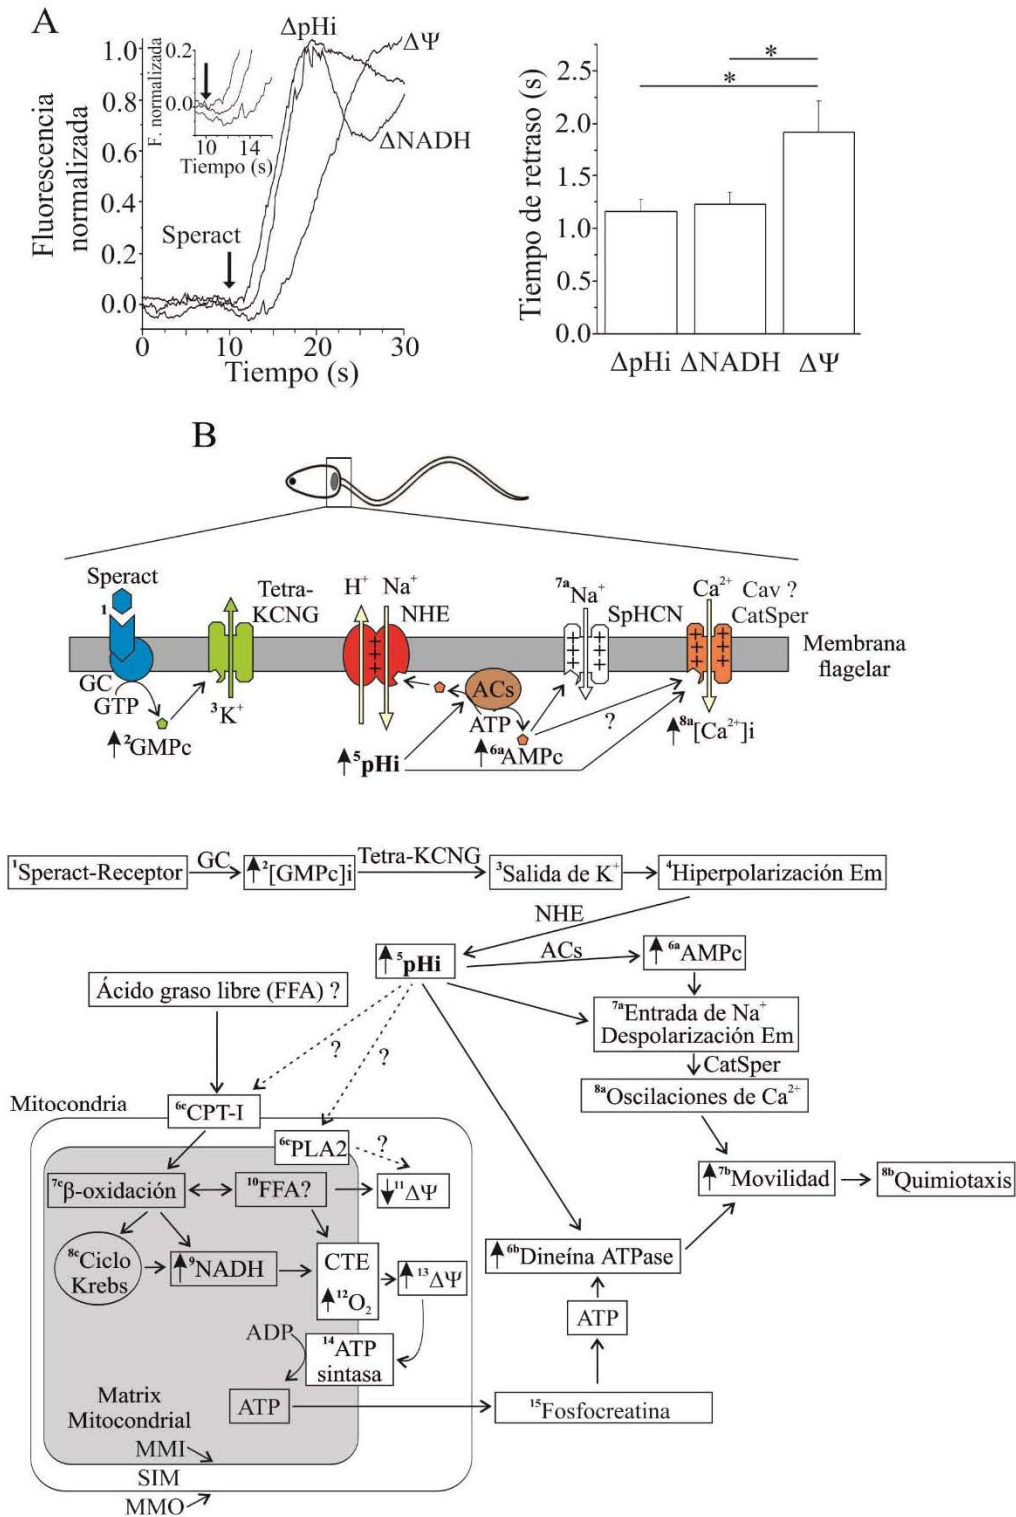 A
ΔpHi
ΔΨ
ΔNADH
Fluorescencia
normalizada
1.0
0.8
0.6
0.4
0.2
0.0
Speract
0
10
20
30
Tiempo (s)
F. normalizada
0.2
0.0
10
14
Tiempo (s)
Tiempo de retraso (s)
2.5
2.0
1.5
1.0
0.5
0.0
*
*
ΔpHi ΔNADH ΔΨ
B
Speract
1
GC
GTP
²GMPc
Tetra-
KCNG
³K⁺
H⁺
Na⁺
NHE
+
+
+
⁵pHi
ACs
ATP
⁶ᵃAMPc
⁷ᵃNa⁺
SpHCN
+ +
+ +
+ +
?
Ca²⁺
Cav ?
CatSper
+ +
+ +
+ +
⁸ᵃ[Ca²⁺]i
Membrana
flagelar
¹Speract-Receptor
GC
²[GMPc]i
Tetra-KCNG
³Salida de K⁺
⁴Hiperpolarización Em
NHE
⁵pHi
ACs
⁶ᵃAMPc
Ácido graso libre (FFA) ?
⁷ᵃEntrada de Na⁺
Despolarización Em
?
?
CatSper
⁸ᵃOscilaciones de Ca²⁺
Mitocondria
⁶ᶜCPT-I
⁶ᶜPLA2
?
⁷ᶜβ-oxidación
¹⁰FFA?
¹¹ΔΨ
⁷ᵇMovilidad
⁸ᵇQuimiotaxis
⁸ᶜCiclo
Krebs
⁹NADH
CTE
¹²O₂
¹³ΔΨ
⁶ᵇDineína ATPase
ADP
¹⁴ATP
sintasa
ATP
ATP
¹⁵Fosfocreatina
Matrix
Mitocondrial
MMI
SIM
MMO